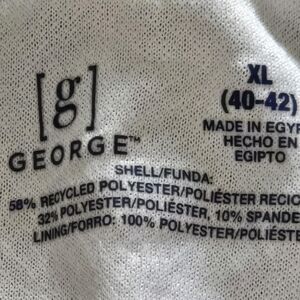 [g]
GEORGE™
XL
(40-42)
MADE IN EGYP
HECHO EN
EGIPTO
SHELL/FUNDA:
58% RECYCLED POLYESTER/POLIÉSTER RECIC
32% POLYESTER/POLIÉSTER, 10% SPANDE
LINING/FORRO: 100% POLYESTER/POLIÉSTE